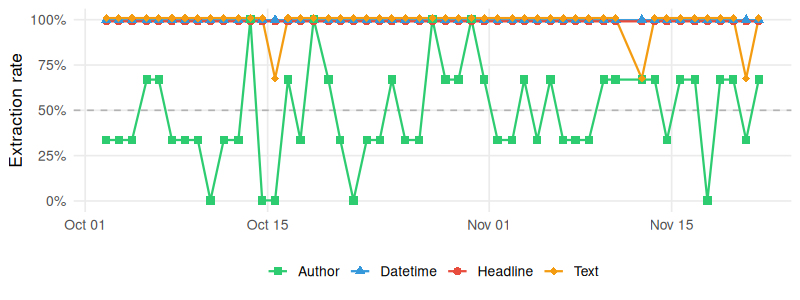 Extraction rate
100%
75%
50%
25%
0%
Oct 01 Oct 15 Nov 01 Nov 15
Author Datetime Headline Text